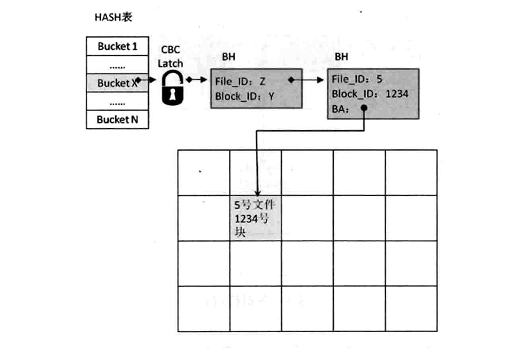 HASH表
Bucket 1
......
Bucket X
......
Bucket N
CBC
Latch
BH
File_ID: Z
Block_ID: Y
BH
File_ID: 5
Block_ID: 1234
BA:
5号文件
1234号
块